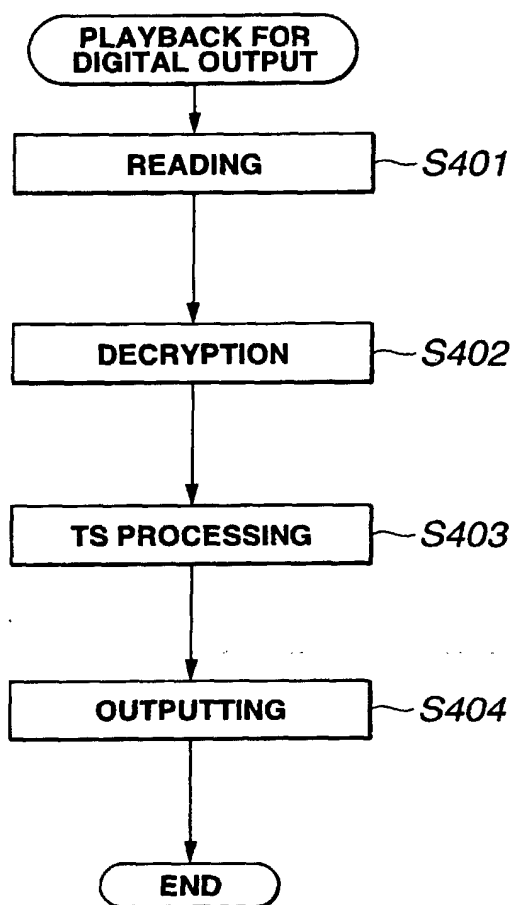 PLAYBACK FOR
DIGITAL OUTPUT
READING S401
DECRYPTION S402
TS PROCESSING S403
OUTPUTTING S404
END